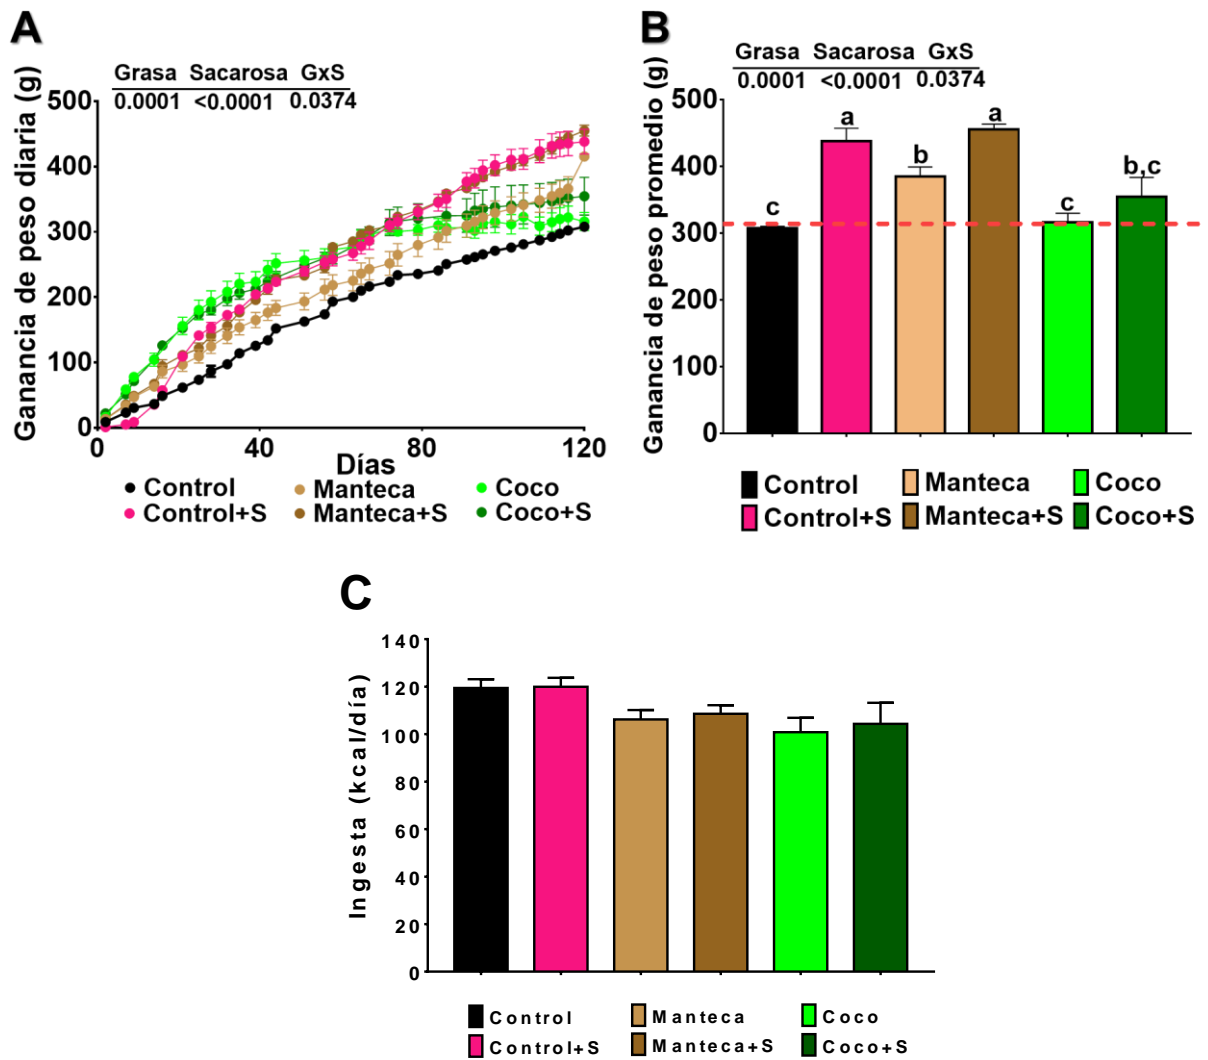 A
Grasa Sacarosa GxS
0.0001 <0.0001 0.0374
Ganancia de peso diaria (g)
500
400
300
200
100
0
0 40 80 120
Días
Control Manteca Coco
Control+S Manteca+S Coco+S
B
Grasa Sacarosa GxS
0.0001 <0.0001 0.0374
Ganancia de peso promedio (g)
500
400
300
200
100
0
c a b a c b,c
Control Manteca Coco
Control+S Manteca+S Coco+S
C
Ingesta (kcal/día)
140
120
100
80
60
40
20
0
Control Manteca Coco
Control+S Manteca+S Coco+S